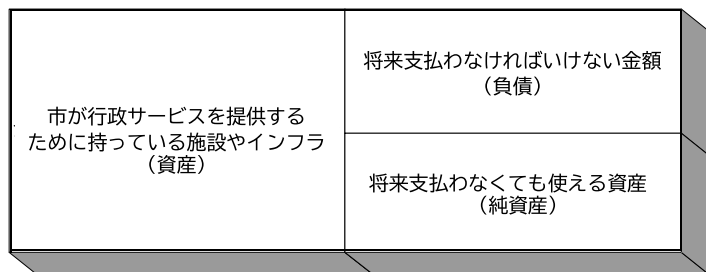 市が行政サービスを提供する
ために持っている施設やインフラ
（資産）
将来支払わなければいけない金額
（負債）
将来支払わなくても使える資産
（純資産）